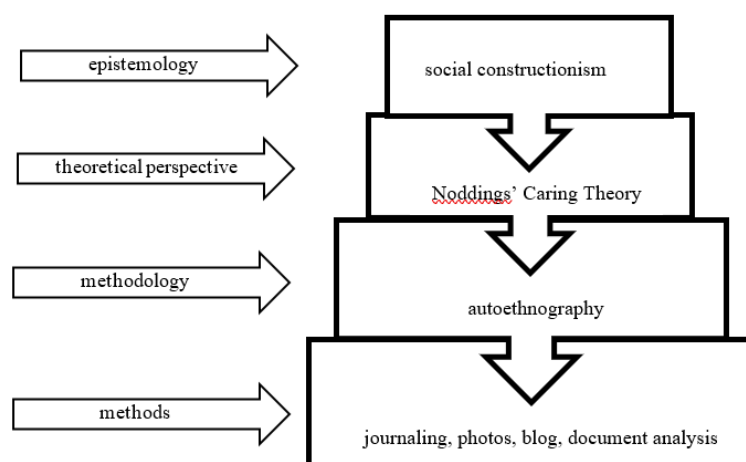 epistemology
social constructionism
theoretical perspective
Noddings’ Caring Theory
methodology
autoethnography
methods
journaling, photos, blog, document analysis